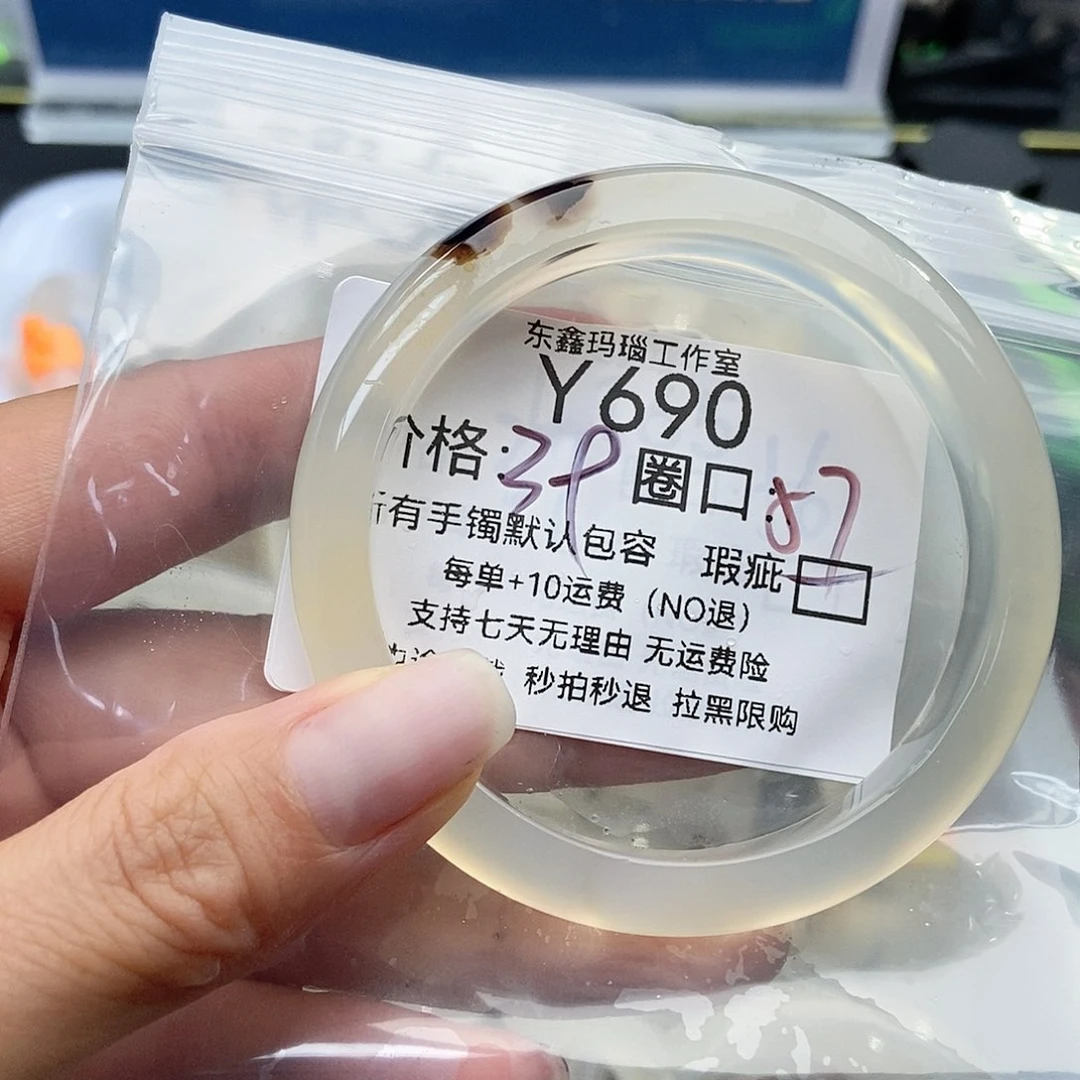 东鑫玛瑙工作室
Y690
价格:39 圈口:57
所有手镯默认包容 瑕疵
每单+10运费 (NO退)
支持七天无理由 无运费险
秒拍秒退 拉黑限购